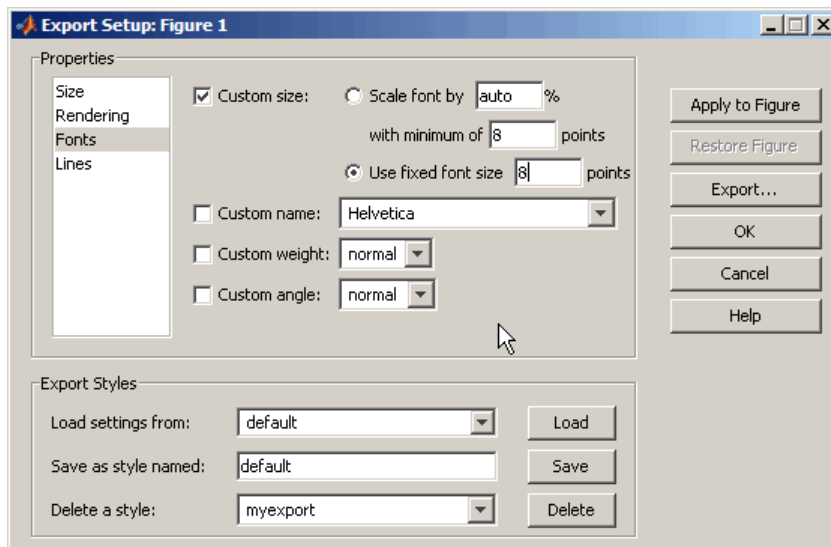 Export Setup: Figure 1
Properties
Size
Rendering
Fonts
Lines
Custom size:
Scale font by auto %
with minimum of 8 points
Use fixed font size 8 points
Custom name: Helvetica
Custom weight: normal
Custom angle: normal
Apply to Figure
Restore Figure
Export...
OK
Cancel
Help
Export Styles
Load settings from: default Load
Save as style named: default Save
Delete a style: myexport Delete